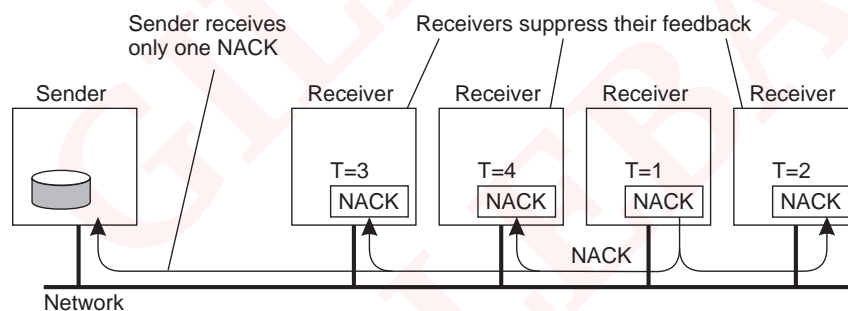 Sender receives
only one NACK
Receivers suppress their feedback
Sender
Receiver
Receiver
Receiver
Receiver
T=3
T=4
T=1
T=2
NACK
NACK
NACK
NACK
NACK
Network